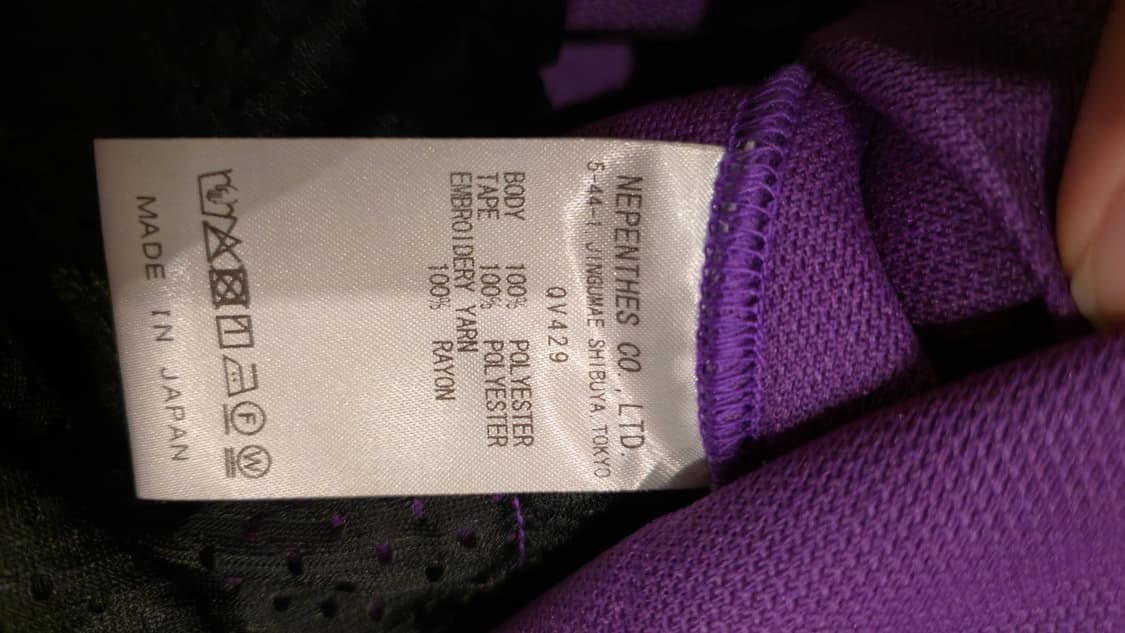 NEPENTHES CO.,LTD.
5-44-1 JINGUMAE SHIBUYA TOKYO
QV429
BODY 100% POLYESTER
TAPE 100% POLYESTER
EMBROIDERY YARN
100% RAYON
F W
MADE IN JAPAN